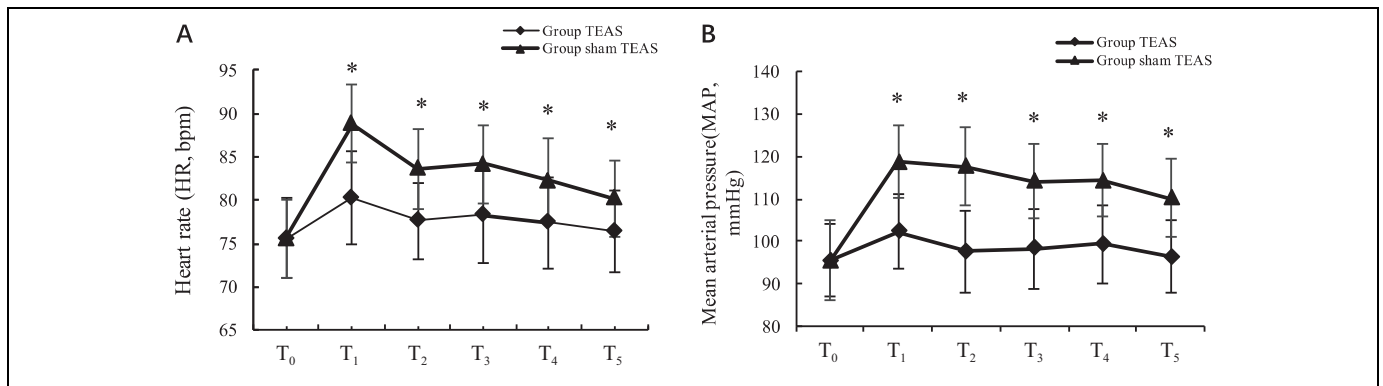 A
Group TEAS
Group sham TEAS
Heart rate (HR, bpm)
95
90
85
80
75
70
65
*
*
*
*
*
T0
T1
T2
T3
T4
T5
B
Group TEAS
Group sham TEAS
Mean arterial pressure(MAP,
mmHg)
140
130
120
110
100
90
80
*
*
*
*
*
T0
T1
T2
T3
T4
T5